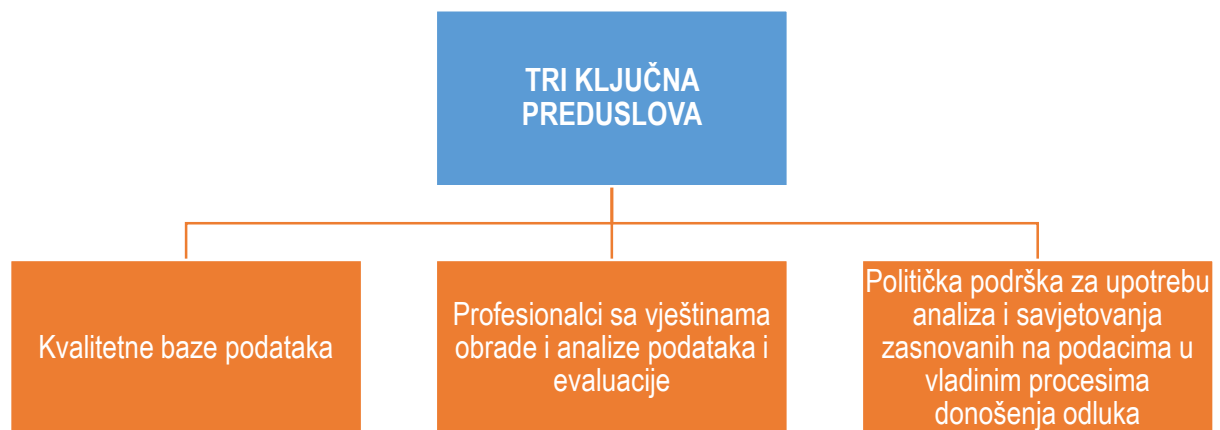 TRI KLJUČNA
PREDUSLOVA
Kvalitetne baze podataka
Profesionalci sa vještinama
obrade i analize podataka i
evaluacije
Politička podrška za upotrebu
analiza i savjetovanja
zasnovanih na podacima u
vladinim procesima
donošenja odluka